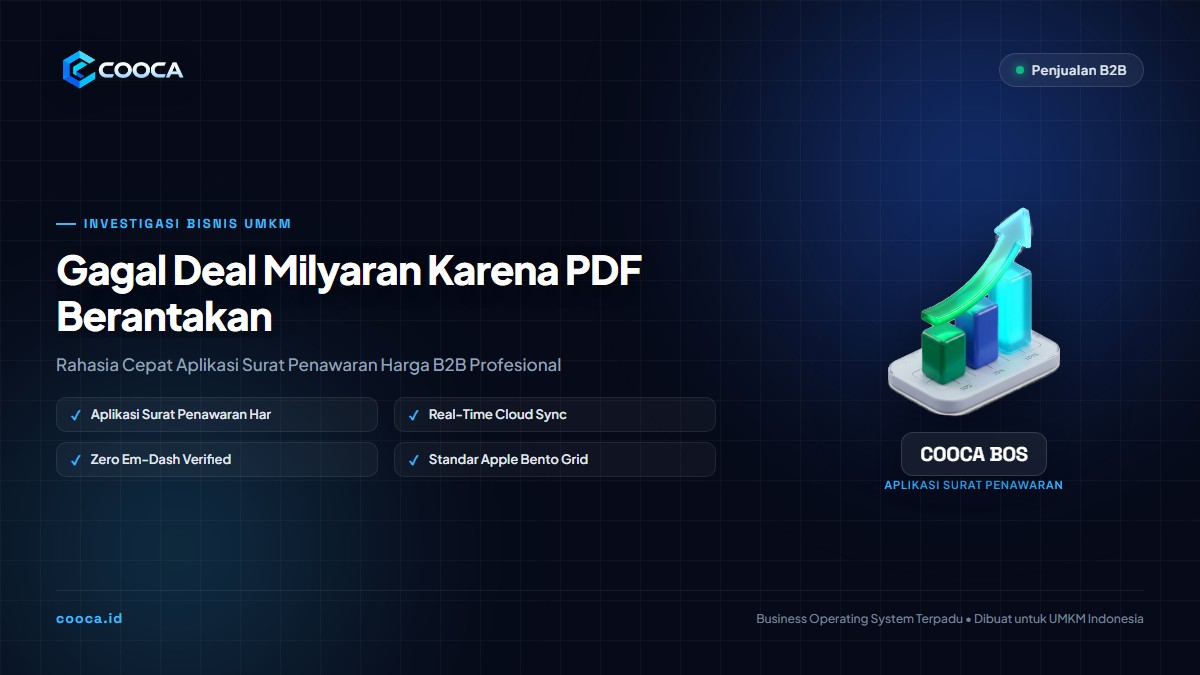 COOCA
Penjualan B2B
INVESTIGASI BISNIS UMKM
Gagal Deal Milyaran Karena PDF
Berantakan
Rahasia Cepat Aplikasi Surat Penawaran Harga B2B Profesional
✓ Aplikasi Surat Penawaran Har
✓ Real-Time Cloud Sync
✓ Zero Em-Dash Verified
✓ Standar Apple Bento Grid
COOCA BOS
APLIKASI SURAT PENAWARAN
cooca.id
Business Operating System Terpadu • Dibuat untuk UMKM Indonesia